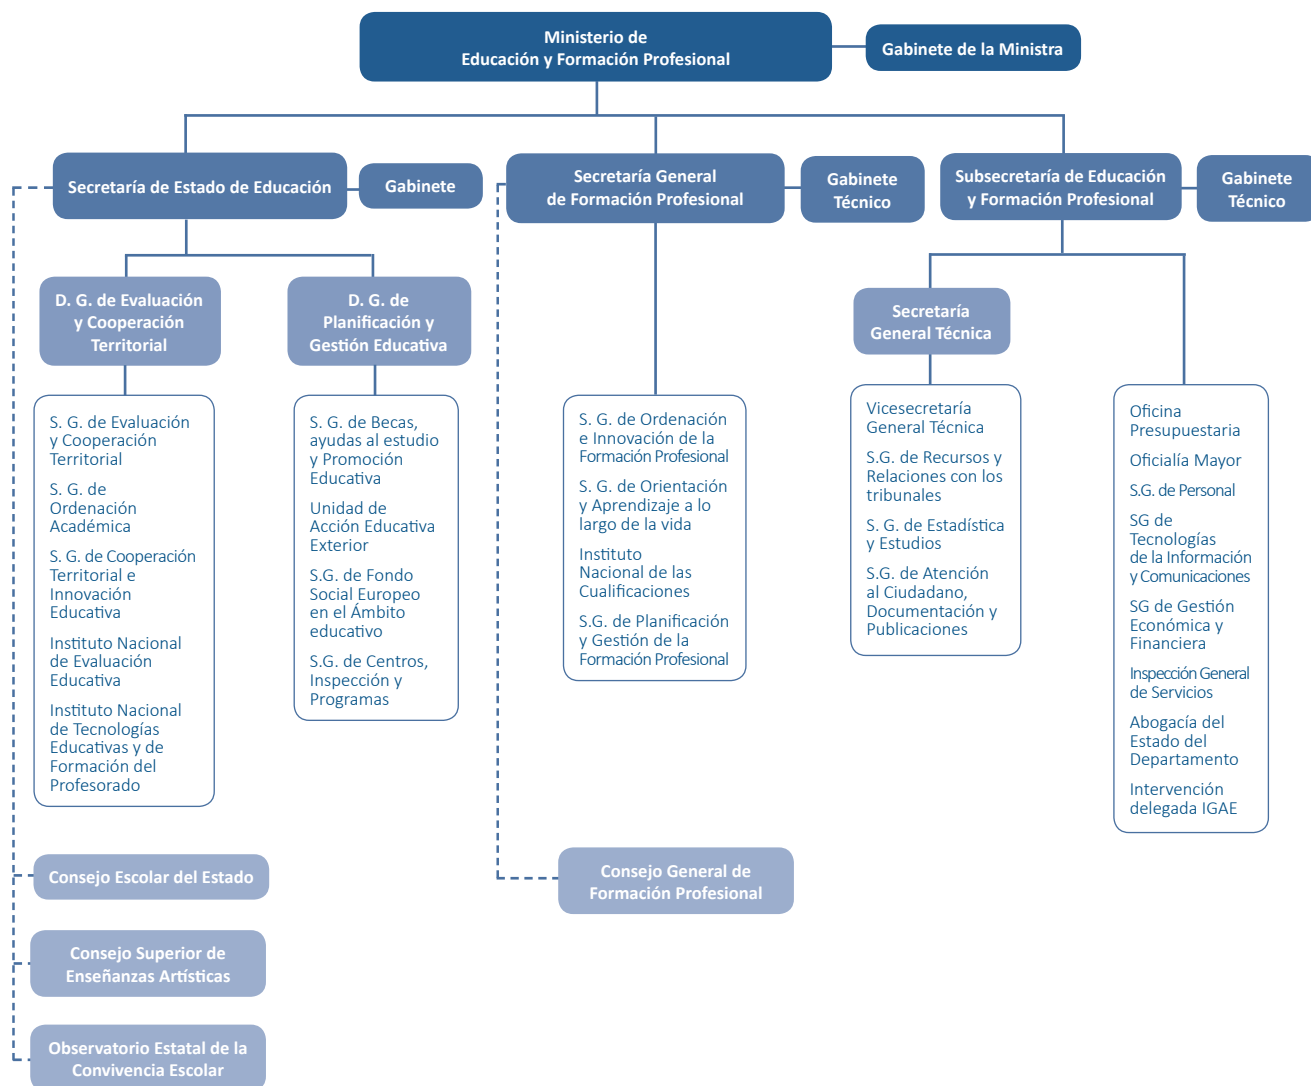 Ministerio de
Educación y Formación Profesional
Gabinete de la Ministra
Secretaría de Estado de Educación
Gabinete
Secretaría General
de Formación Profesional
Gabinete
Técnico
Subsecretaría de Educación
y Formación Profesional
Gabinete
Técnico
D. G. de Evaluación
y Cooperación
Territorial
D. G. de
Planificación y
Gestión Educativa
Secretaría
General Técnica
S. G. de Evaluación
y Cooperación
Territorial
S. G. de
Ordenación
Académica
S. G. de Cooperación
Territorial e
Innovación
Educativa
Instituto Nacional
de Evaluación
Educativa
Instituto Nacional
de Tecnologías
Educativas y de
Formación del
Profesorado
S. G. de Becas,
ayudas al estudio
y Promoción
Educativa
Unidad de
Acción Educativa
Exterior
S.G. de Fondo
Social Europeo
en el Ámbito
educativo
S.G. de Centros,
Inspección y
Programas
S. G. de Ordenación
e Innovación de la
Formación Profesional
S. G. de Orientación
y Aprendizaje a lo
largo de la vida
Instituto
Nacional de las
Cualificaciones
S.G. de Planificación
y Gestión de la
Formación Profesional
Vicesecretaría
General Técnica
S.G. de Recursos y
Relaciones con los
tribunales
S. G. de Estadística
y Estudios
S.G. de Atención
al Ciudadano,
Documentación y
Publicaciones
Oficina
Presupuestaria
Oficialía Mayor
S.G. de Personal
SG de
Tecnologías
de la Información
y Comunicaciones
SG de Gestión
Económica y
Financiera
Inspección General
de Servicios
Abogacía del
Estado del
Departamento
Intervención
delegada IGAE
Consejo Escolar del Estado
Consejo General de
Formación Profesional
Consejo Superior de
Enseñanzas Artísticas
Observatorio Estatal de la
Convivencia Escolar